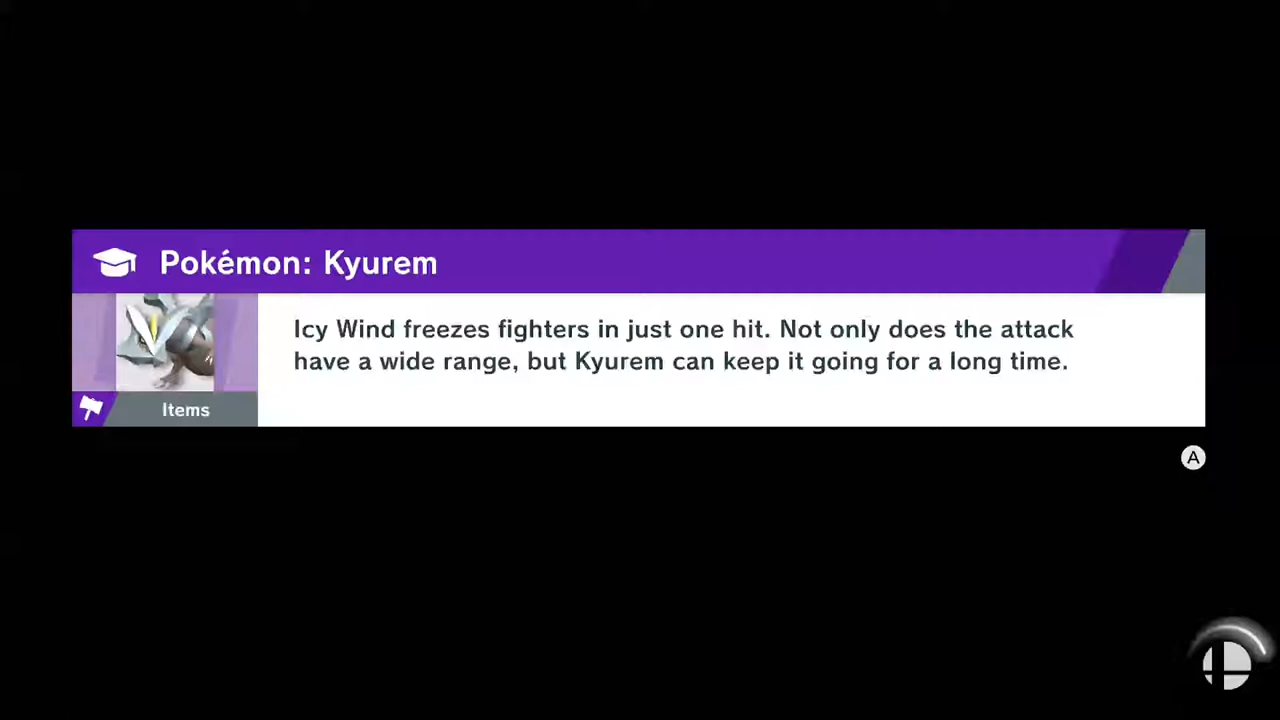 Pokémon: Kyurem
Icy Wind freezes fighters in just one hit. Not only does the attack
have a wide range, but Kyurem can keep it going for a long time.
Items
A